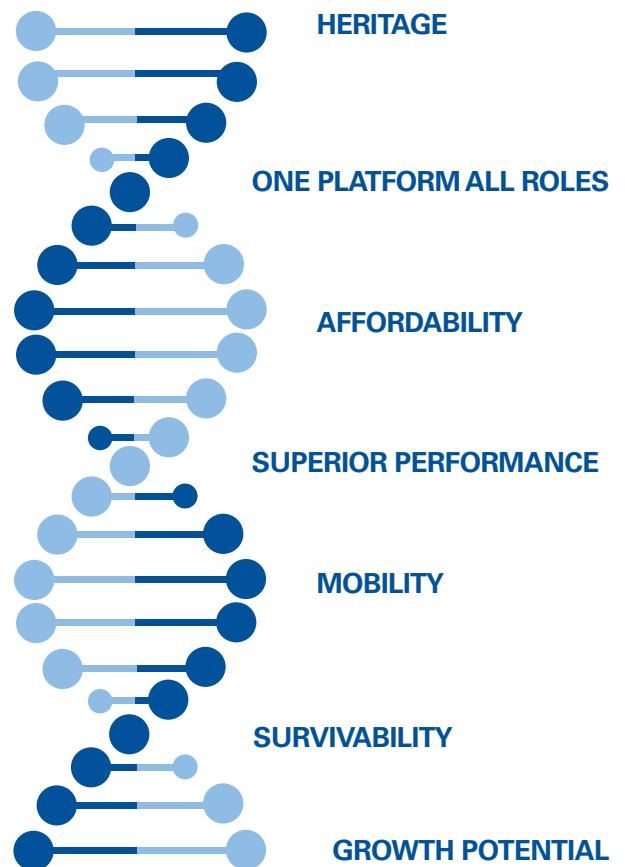 HERITAGE
ONE PLATFORM ALL ROLES
AFFORDABILITY
SUPERIOR PERFORMANCE
MOBILITY
SURVIVABILITY
GROWTH POTENTIAL